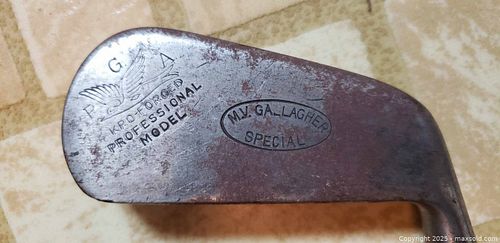 P G A
KRO FORGED
PROFESSIONAL
MODEL
M.V. GALLAGHER
SPECIAL
Copyright 2025 - maxsold.com